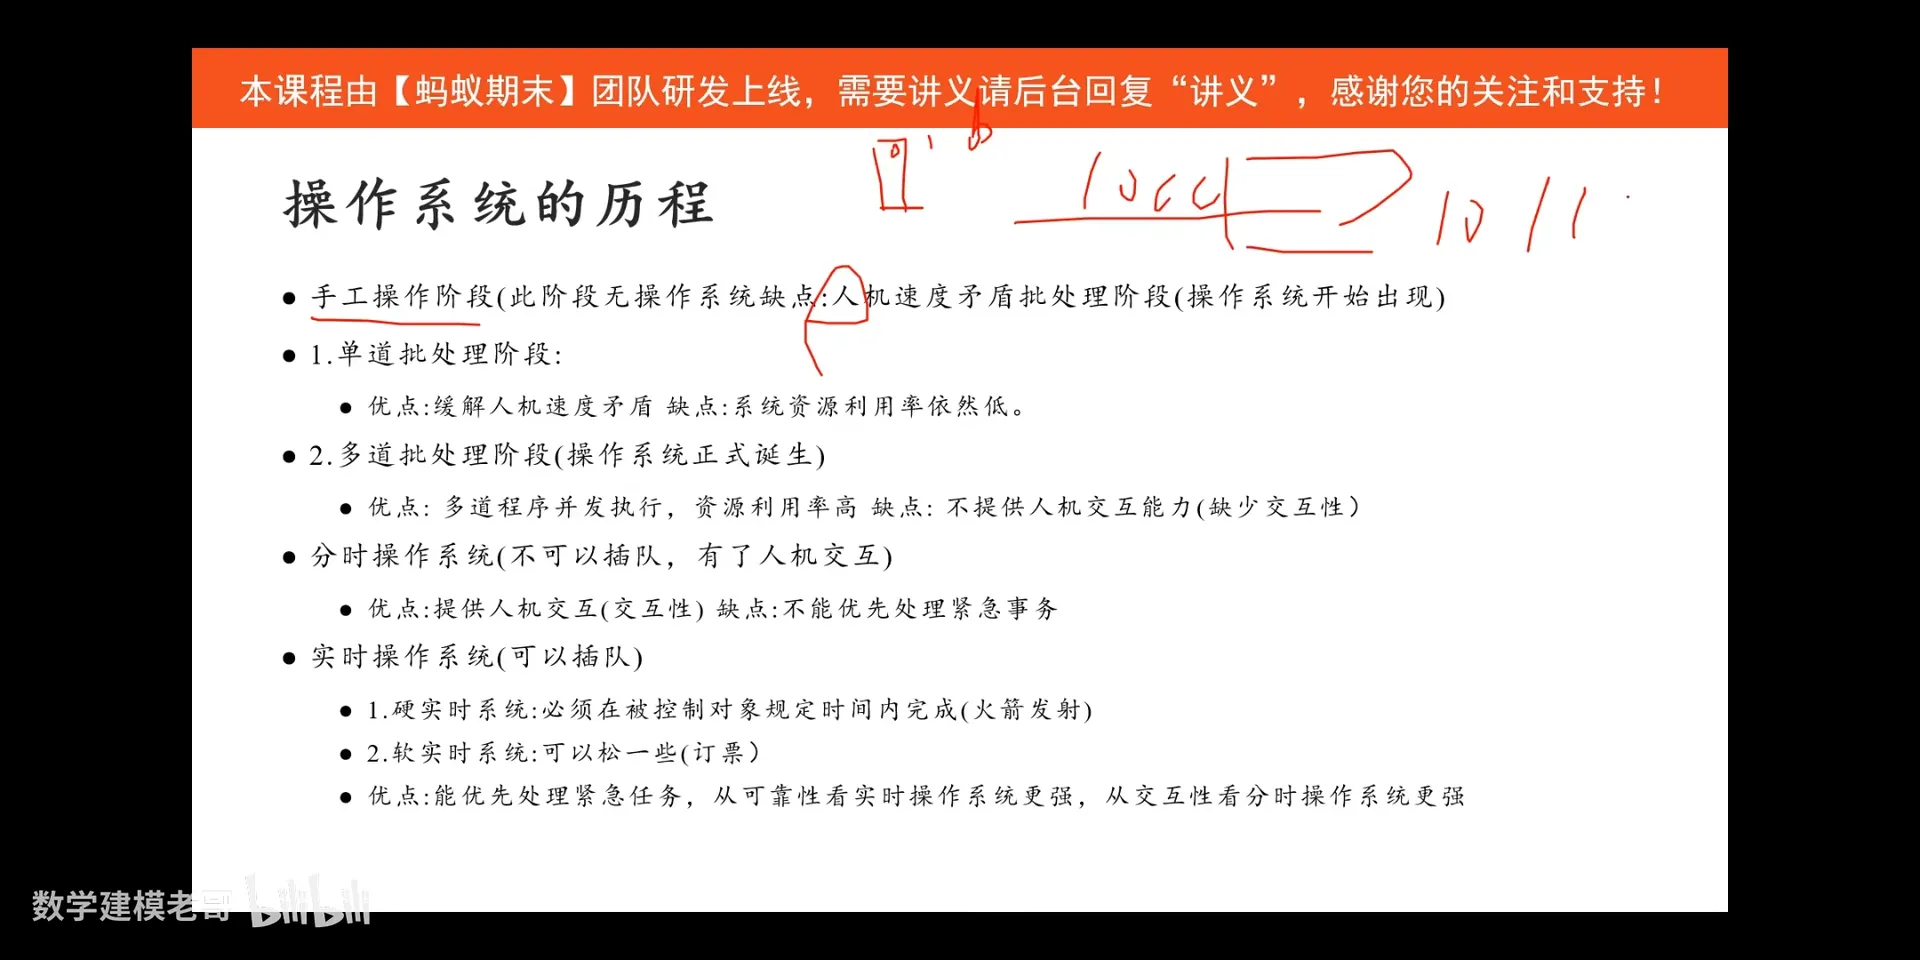 本课程由【蚂蚁期末】团队研发上线，需要讲义请后台回复“讲义”，感谢您的关注和支持！
操作系统的历程
手工操作阶段(此阶段无操作系统缺点:人机速度矛盾批处理阶段(操作系统开始出现)
1.单道批处理阶段:
优点:缓解人机速度矛盾 缺点:系统资源利用率依然低。
2.多道批处理阶段(操作系统正式诞生)
优点: 多道程序并发执行，资源利用率高 缺点: 不提供人机交互能力(缺少交互性）
分时操作系统(不可以插队，有了人机交互)
优点:提供人机交互(交互性) 缺点:不能优先处理紧急事务
实时操作系统(可以插队)
1.硬实时系统:必须在被控制对象规定时间内完成(火箭发射)
2.软实时系统:可以松一些(订票）
优点:能优先处理紧急任务，从可靠性看实时操作系统更强，从交互性看分时操作系统更强
数学建模老哥 bilibili